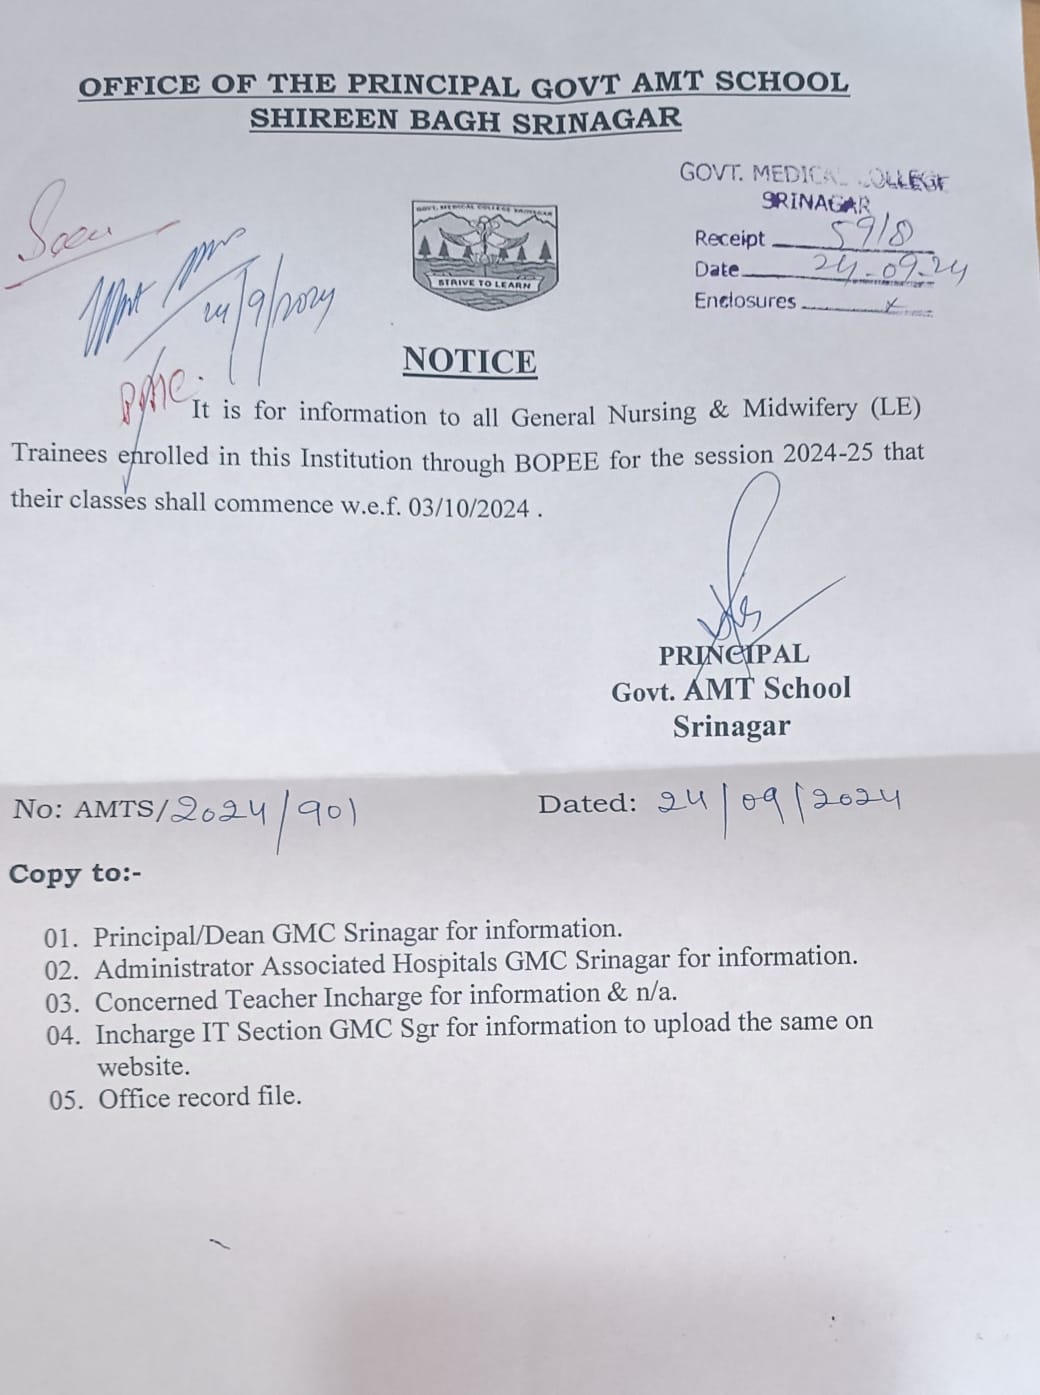 OFFICE OF THE PRINCIPAL GOVT AMT SCHOOL
SHIREEN BAGH SRINAGAR
GOVT. MEDICAL COLLEGE
SRINAGAR
Receipt 5918
Date 24-09-24
Enclosures x
Seen
24/9/2024
GOVT. MEDICAL COLLEGE SRINAGAR
STRIVE TO LEARN
NOTICE
It is for information to all General Nursing & Midwifery (LE)
Trainees enrolled in this Institution through BOPEE for the session 2024-25 that
their classes shall commence w.e.f. 03/10/2024 .
PRINCIPAL
Govt. AMT School
Srinagar
No: AMTS/2024/901
Dated: 24/09/2024
Copy to:-
01. Principal/Dean GMC Srinagar for information.
02. Administrator Associated Hospitals GMC Srinagar for information.
03. Concerned Teacher Incharge for information & n/a.
04. Incharge IT Section GMC Sgr for information to upload the same on
website.
05. Office record file.